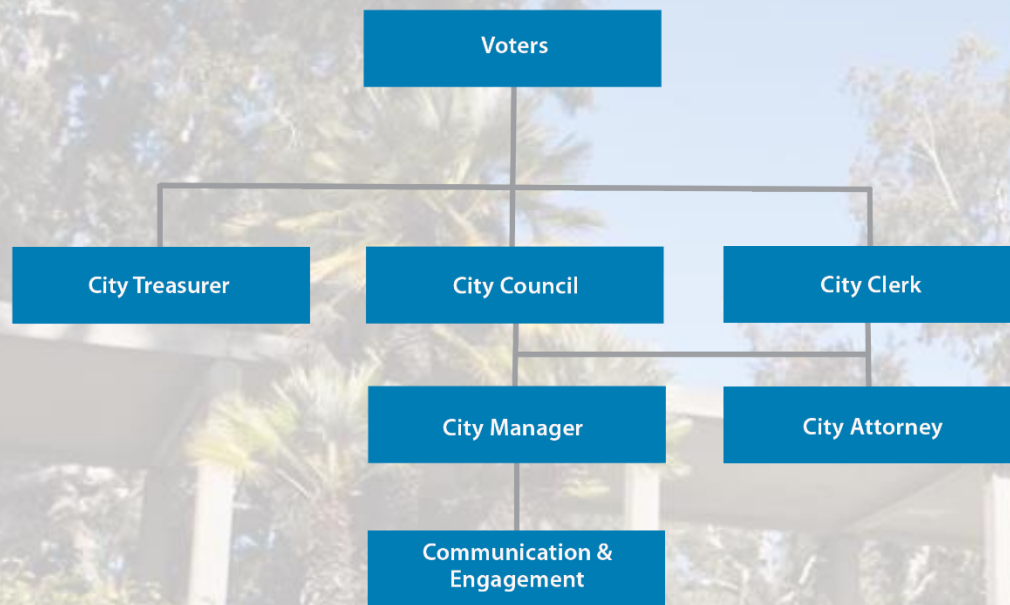 Voters
City Treasurer
City Council
City Clerk
City Manager
City Attorney
Communication &
Engagement